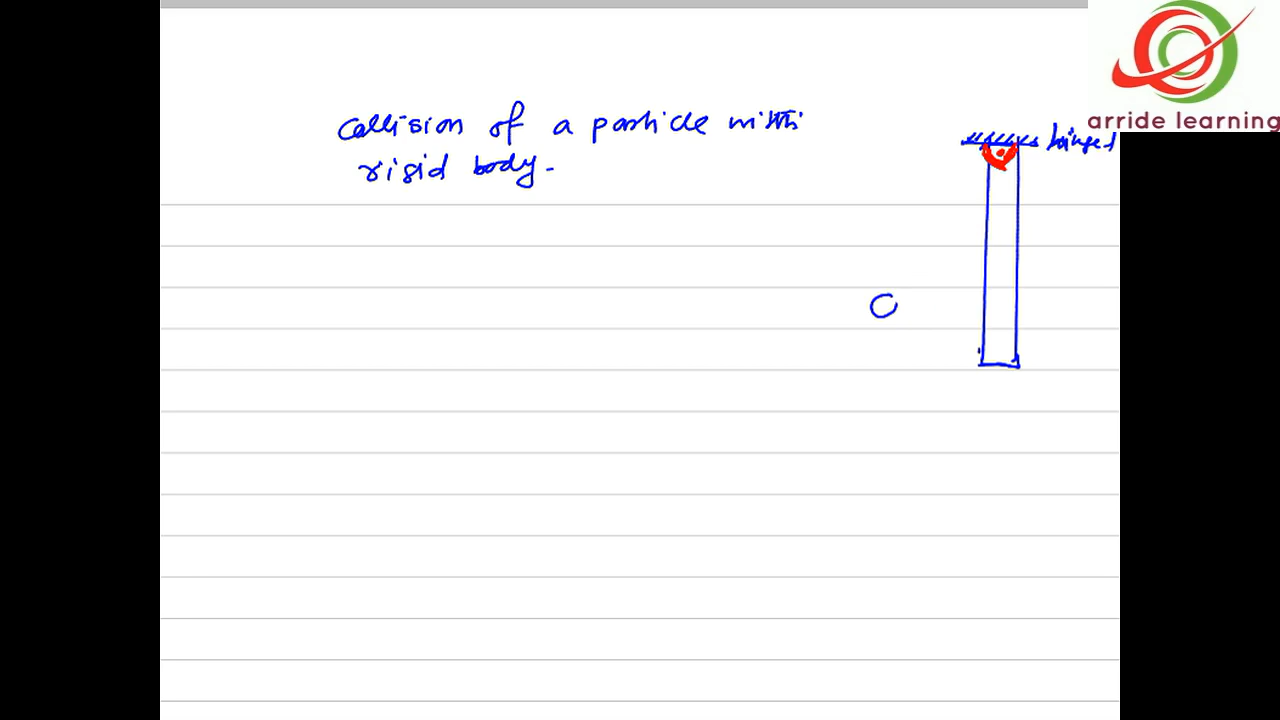 collision of a particle with
rigid body.
hinged
arride learning